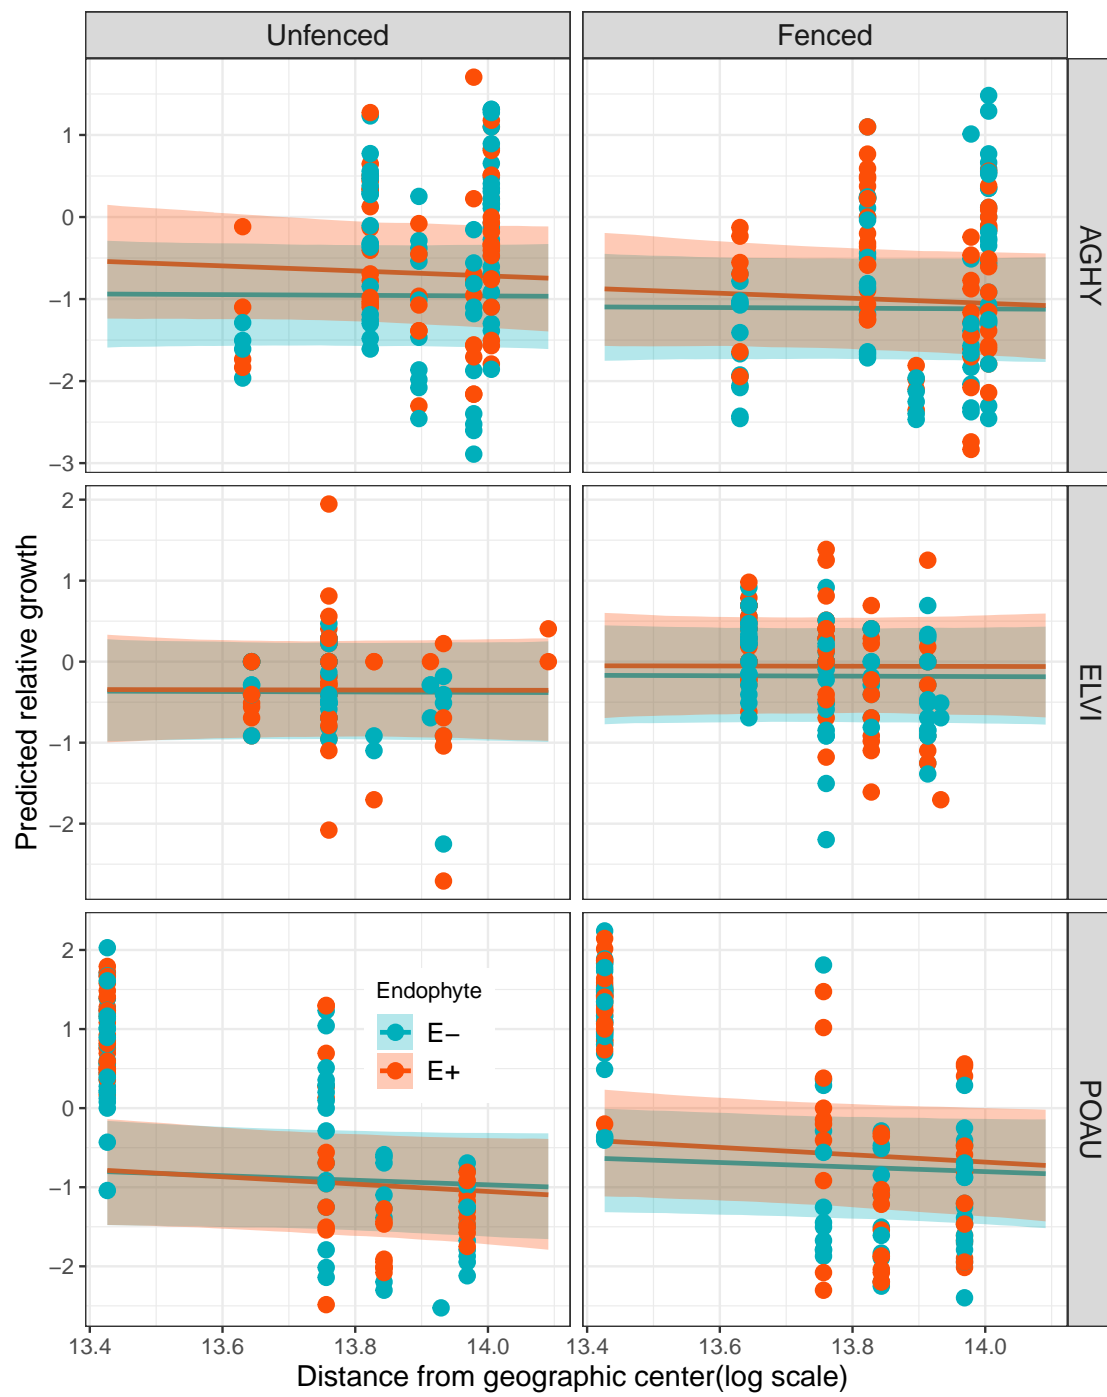 Unfenced
Fenced
1
0
−1
−2
−3
AGHY
2
1
0
−1
−2
ELVI
Predicted relative growth
2
1
0
−1
−2
POAU
Endophyte
E−
E+
13.4 13.6 13.8 14.0 13.4 13.6 13.8 14.0
Distance from geographic center(log scale)